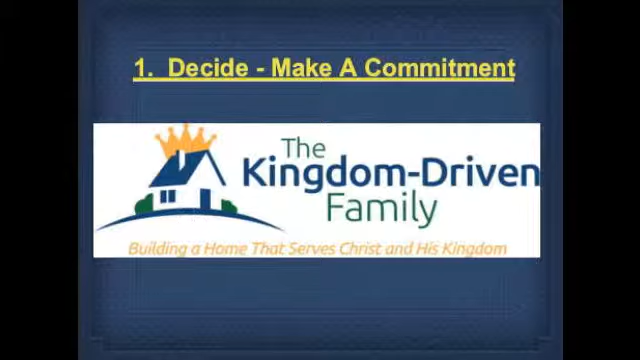 1. Decide - Make A Commitment
The
Kingdom-Driven
Family
Building a Home That Serves Christ and His Kingdom